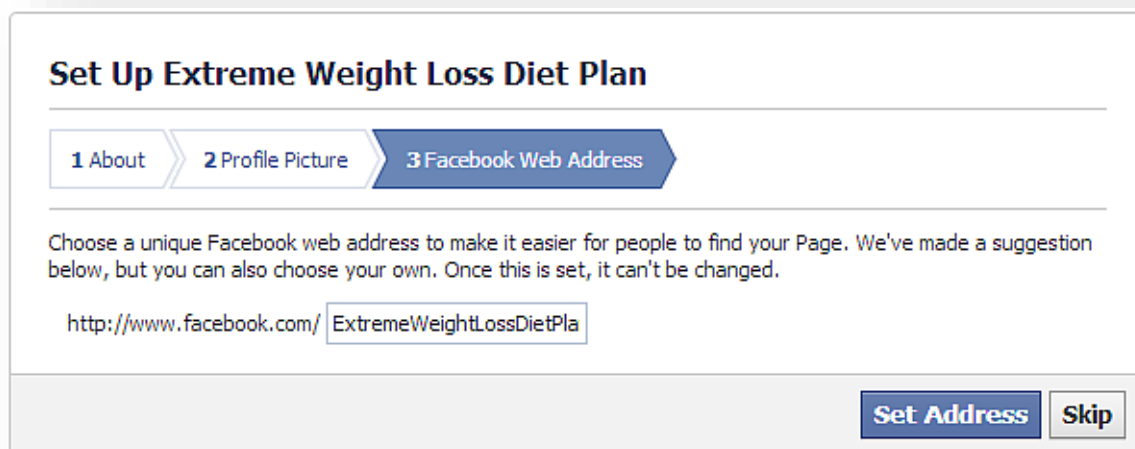 Set Up Extreme Weight Loss Diet Plan
1 About 2 Profile Picture 3 Facebook Web Address
Choose a unique Facebook web address to make it easier for people to find your Page. We've made a suggestion
below, but you can also choose your own. Once this is set, it can't be changed.
http://www.facebook.com/ ExtremeWeightLossDietPla
Set Address Skip